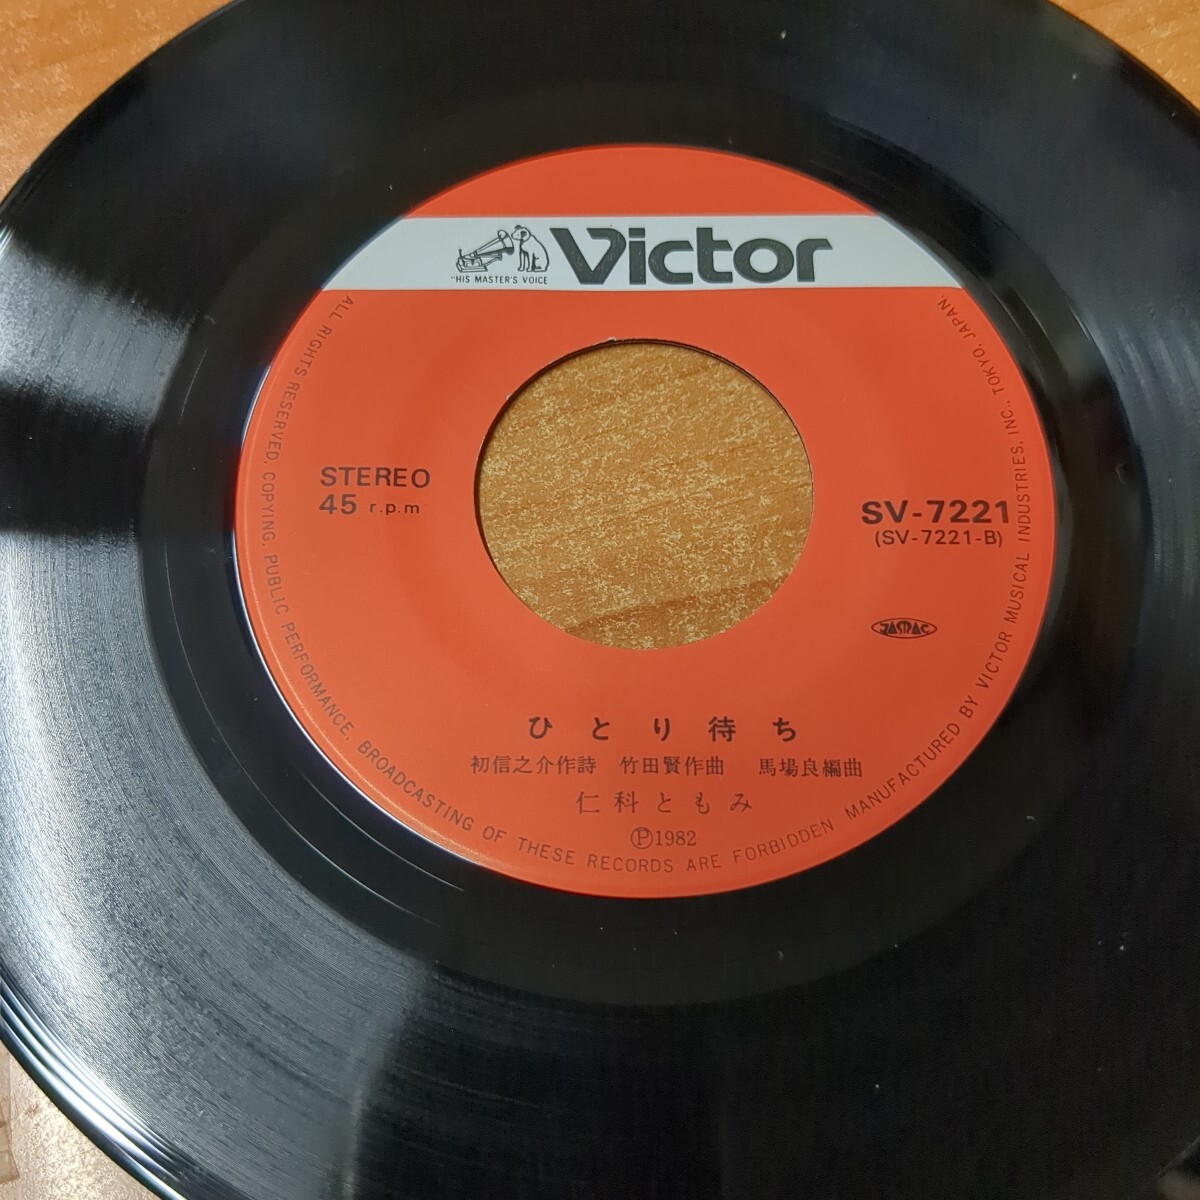 "HIS MASTER'S VOICE
Victor
STEREO
45 r.p.m
SV-7221
(SV-7221-B)
JASRAC
ひとり待ち
初信之介作詩 竹田賢作曲 馬場良編曲
仁科ともみ
Ⓟ1982
ALL RIGHTS RESERVED. COPYING, PUBLIC PERFORMANCE, BROADCASTING OF THESE RECORDS ARE FORBIDDEN MANUFACTURED BY VICTOR MUSICAL INDUSTRIES, INC., TOKYO, JAPAN.